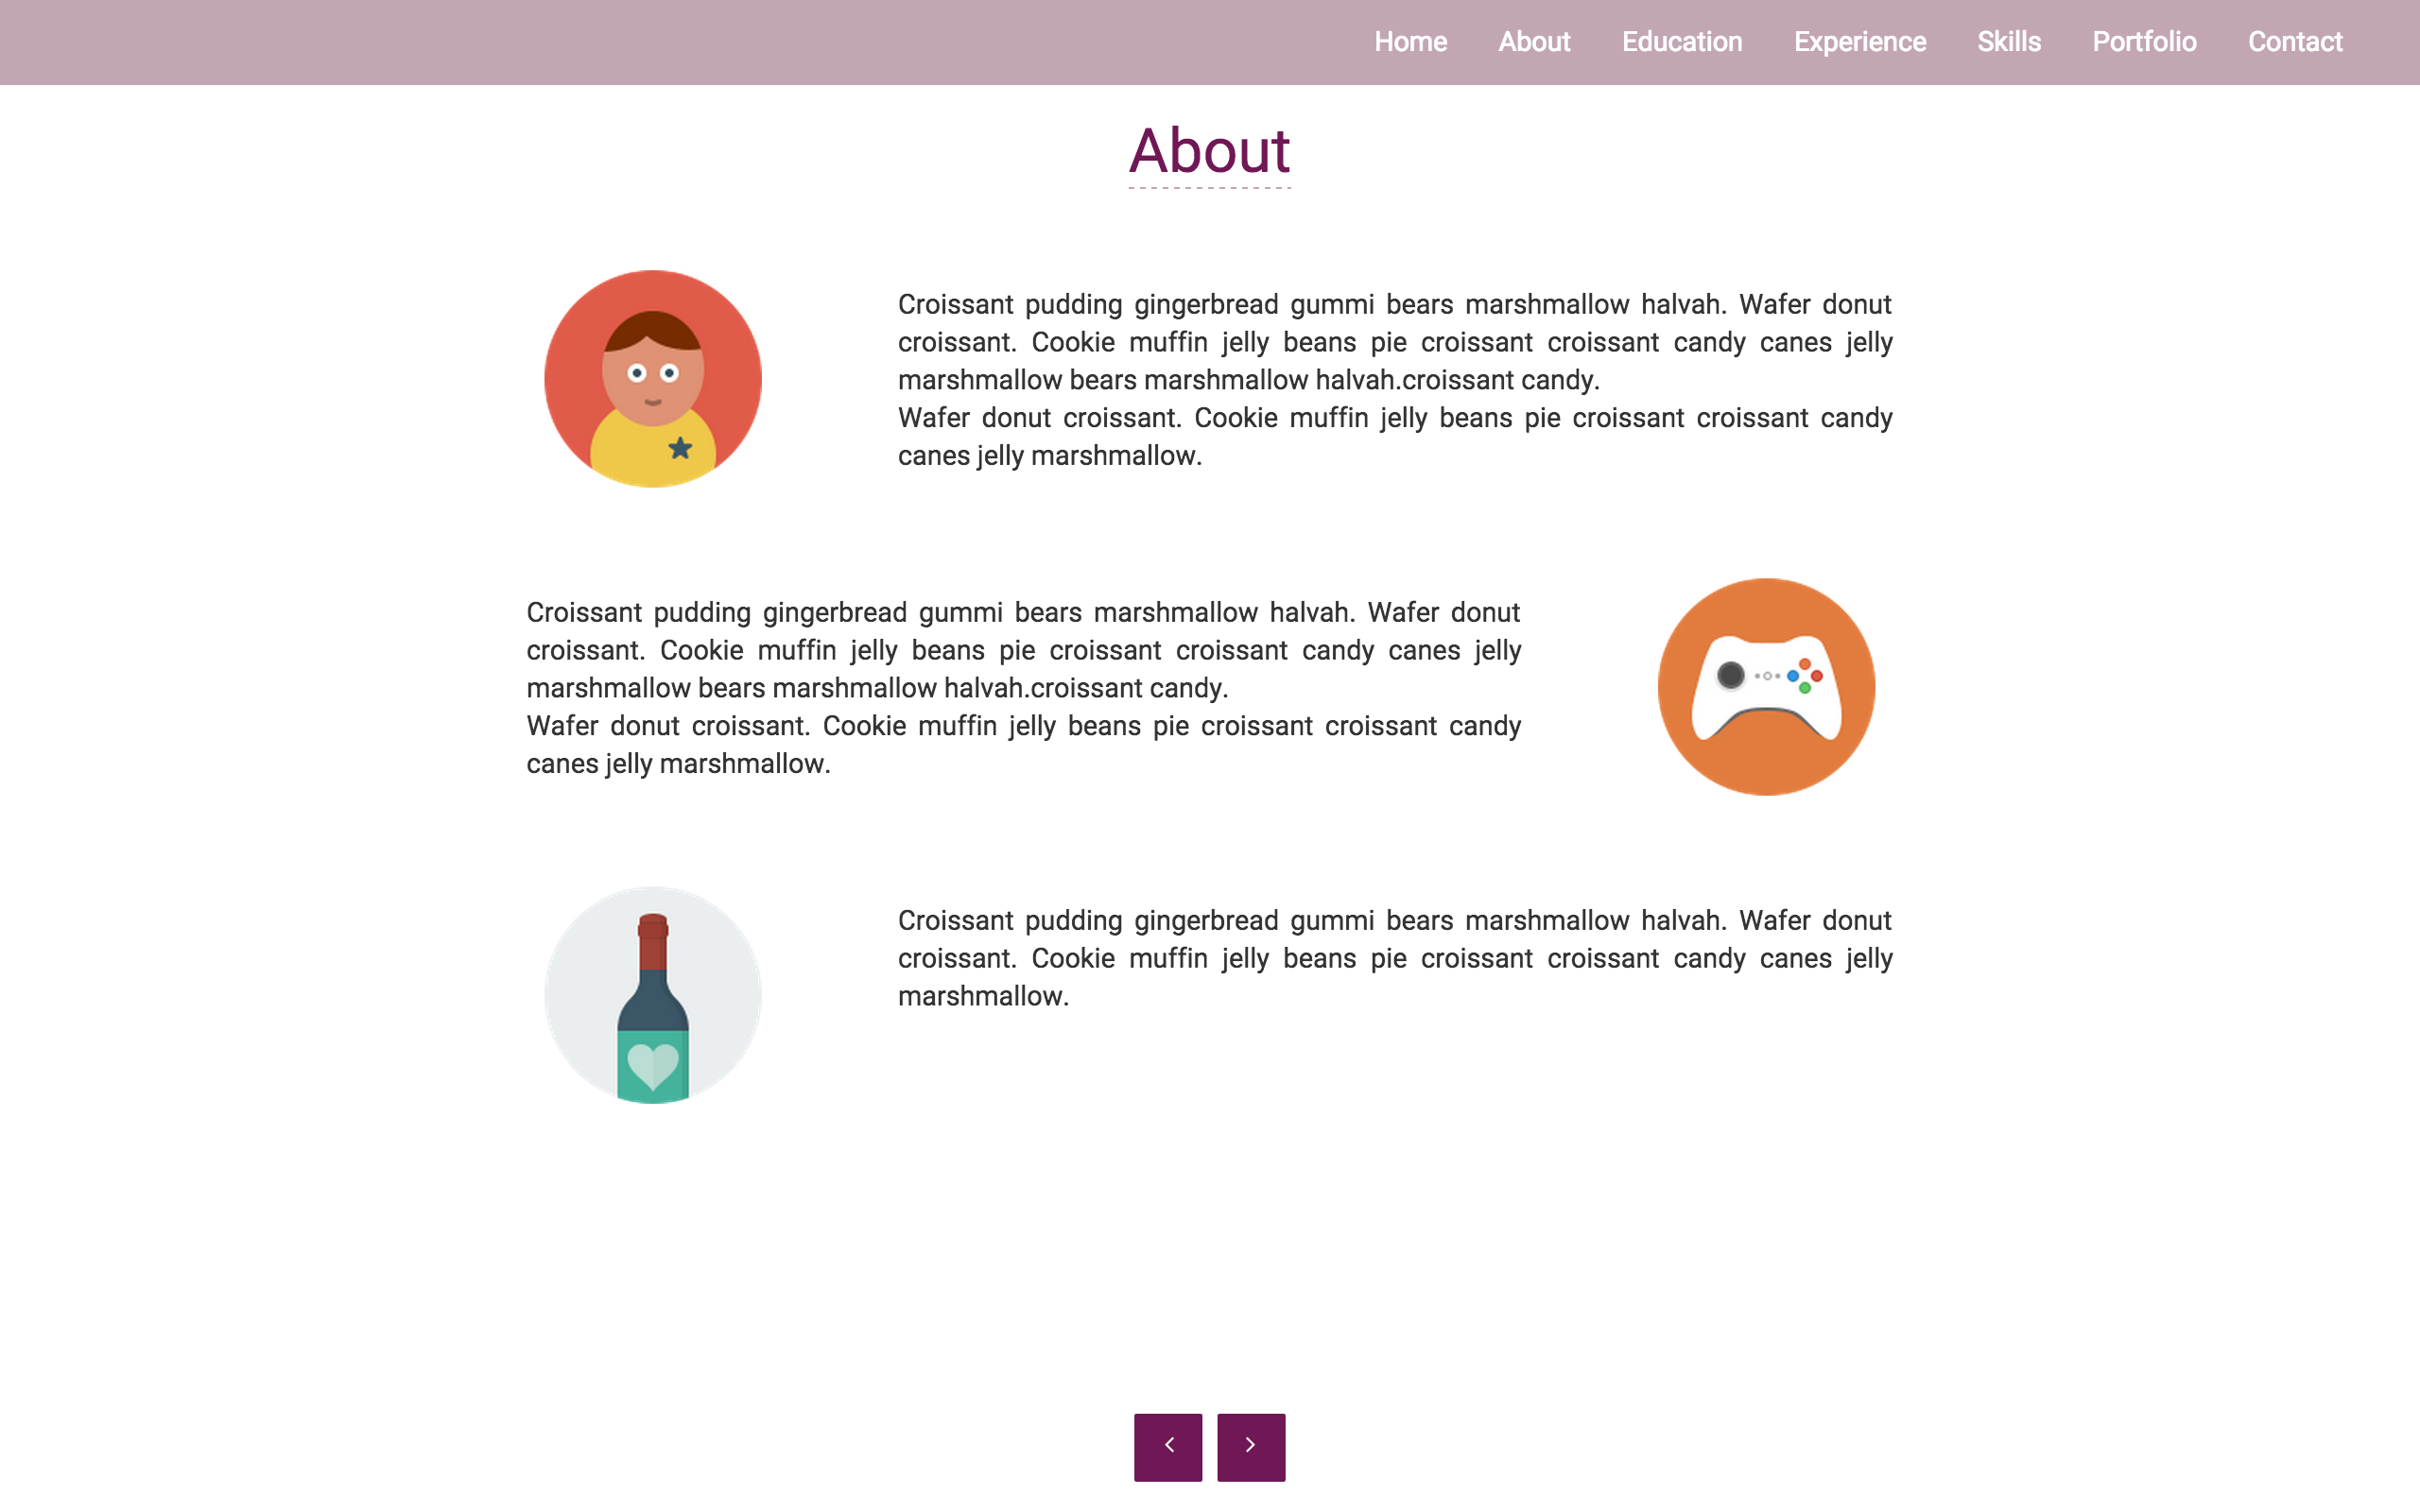 Home About Education Experience Skills Portfolio Contact
About
Croissant pudding gingerbread gummi bears marshmallow halvah. Wafer donut
croissant. Cookie muffin jelly beans pie croissant croissant candy canes jelly
marshmallow bears marshmallow halvah.croissant candy.
Wafer donut croissant. Cookie muffin jelly beans pie croissant croissant candy
canes jelly marshmallow.
Croissant pudding gingerbread gummi bears marshmallow halvah. Wafer donut
croissant. Cookie muffin jelly beans pie croissant croissant candy canes jelly
marshmallow bears marshmallow halvah.croissant candy.
Wafer donut croissant. Cookie muffin jelly beans pie croissant croissant candy
canes jelly marshmallow.
Croissant pudding gingerbread gummi bears marshmallow halvah. Wafer donut
croissant. Cookie muffin jelly beans pie croissant croissant candy canes jelly
marshmallow.